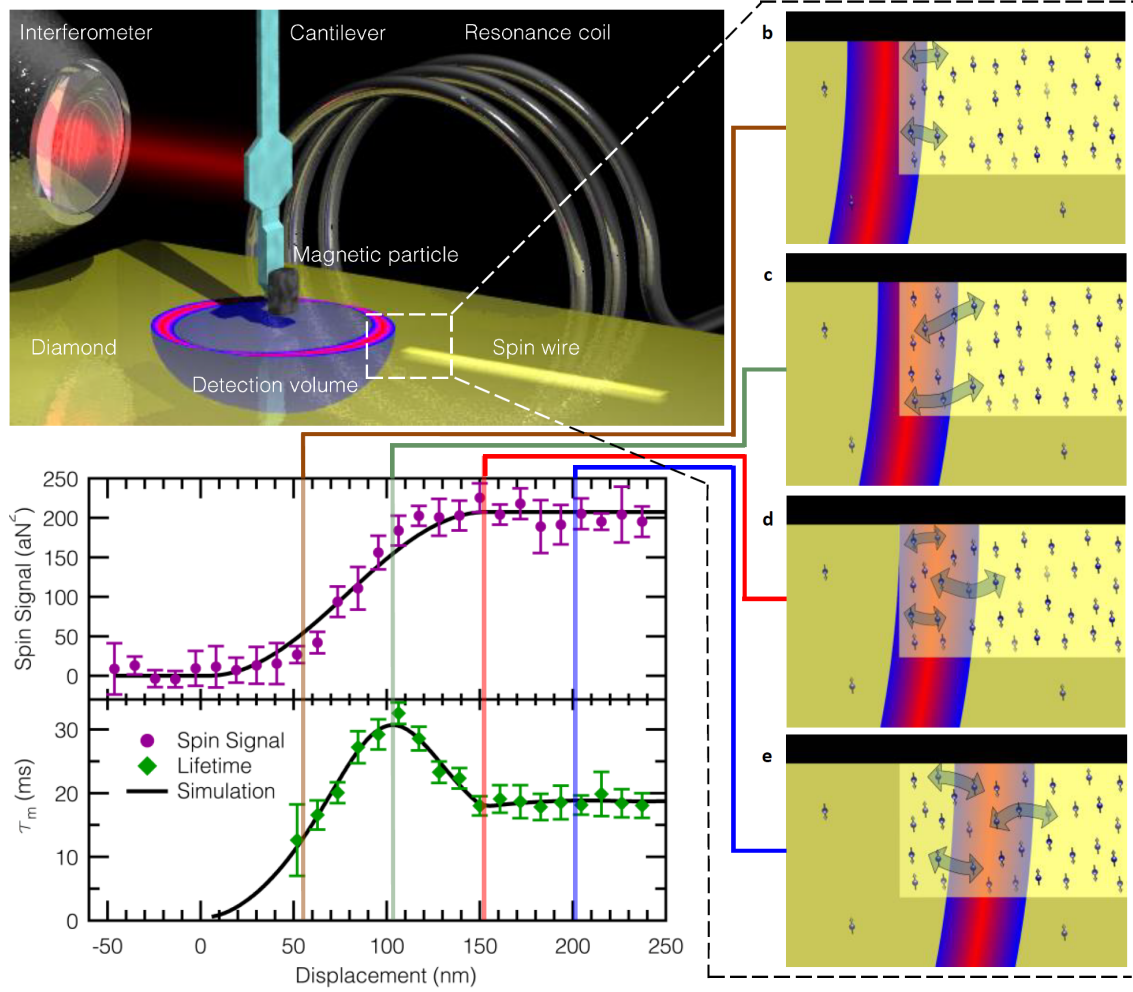 Interferometer
Cantilever
Resonance coil
Magnetic particle
Diamond
Detection volume
Spin wire
b
c
d
e
Spin Signal (aN²)
250
200
150
100
50
0
τm (ms)
30
20
10
0
Spin Signal
Lifetime
Simulation
-50 0 50 100 150 200 250
Displacement (nm)